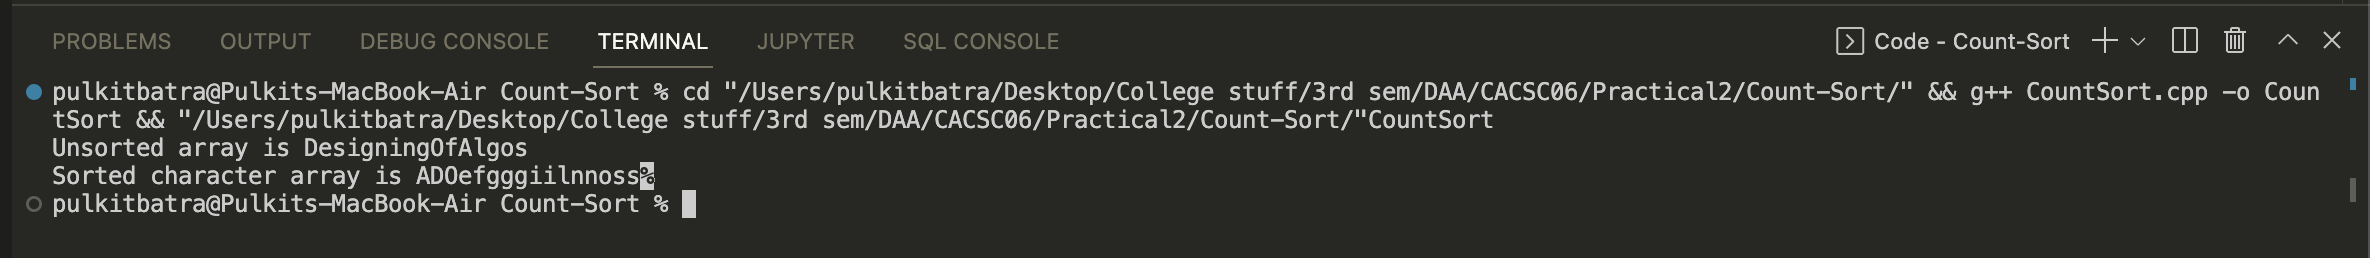 PROBLEMS OUTPUT DEBUG CONSOLE TERMINAL JUPYTER SQL CONSOLE Code - Count-Sort
pulkitbatra@Pulkits-MacBook-Air Count-Sort % cd "/Users/pulkitbatra/Desktop/College stuff/3rd sem/DAA/CACSC06/Practical2/Count-Sort/" && g++ CountSort.cpp -o Coun
tSort && "/Users/pulkitbatra/Desktop/College stuff/3rd sem/DAA/CACSC06/Practical2/Count-Sort/"CountSort
Unsorted array is DesigningOfAlgos
Sorted character array is ADOefgggiilnnoss%
pulkitbatra@Pulkits-MacBook-Air Count-Sort %